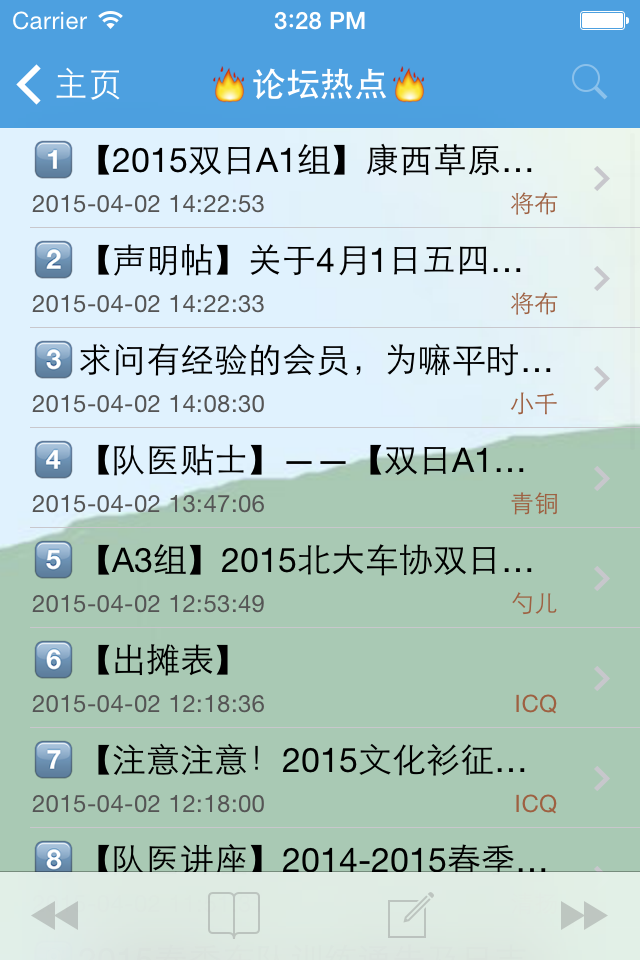 Carrier 3:28 PM
主页 🔥论坛热点🔥
1 【2015双日A1组】康西草原...
2015-04-02 14:22:53 将布
2 【声明帖】关于4月1日五四...
2015-04-02 14:22:33 将布
3 求问有经验的会员，为嘛平时...
2015-04-02 14:08:30 小千
4 【队医贴士】——【双日A1...
2015-04-02 13:47:06 青铜
5 【A3组】2015北大车协双日...
2015-04-02 12:53:49 勺儿
6 【出摊表】
2015-04-02 12:18:36 ICQ
7 【注意注意！2015文化衫征...
2015-04-02 12:18:00 ICQ
8 【队医讲座】2014-2015春季...